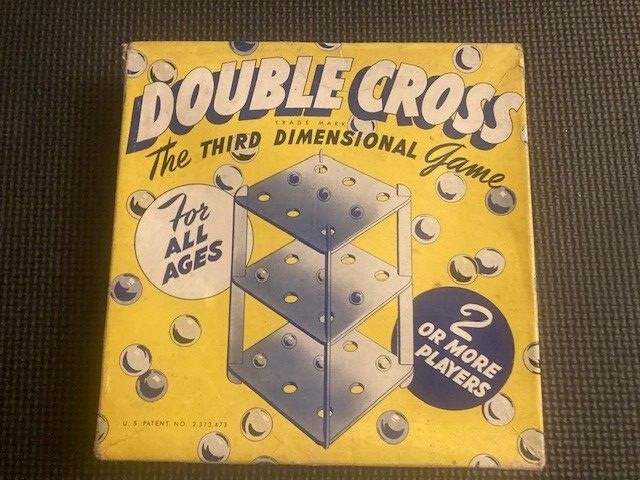 DOUBLE CROSS
TRADE MARK
The THIRD DIMENSIONAL Game
For
ALL
AGES
2
OR MORE
PLAYERS
U. S. PATENT NO. 2,313,473